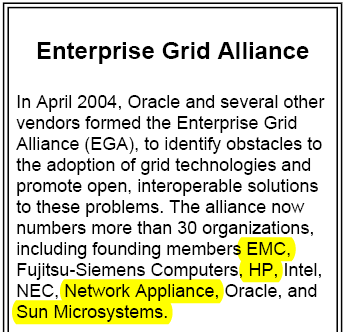 Enterprise Grid Alliance
In April 2004, Oracle and several other
vendors formed the Enterprise Grid
Alliance (EGA), to identify obstacles to
the adoption of grid technologies and
promote open, interoperable solutions
to these problems. The alliance now
numbers more than 30 organizations,
including founding members EMC,
Fujitsu-Siemens Computers, HP, Intel,
NEC, Network Appliance, Oracle, and
Sun Microsystems.